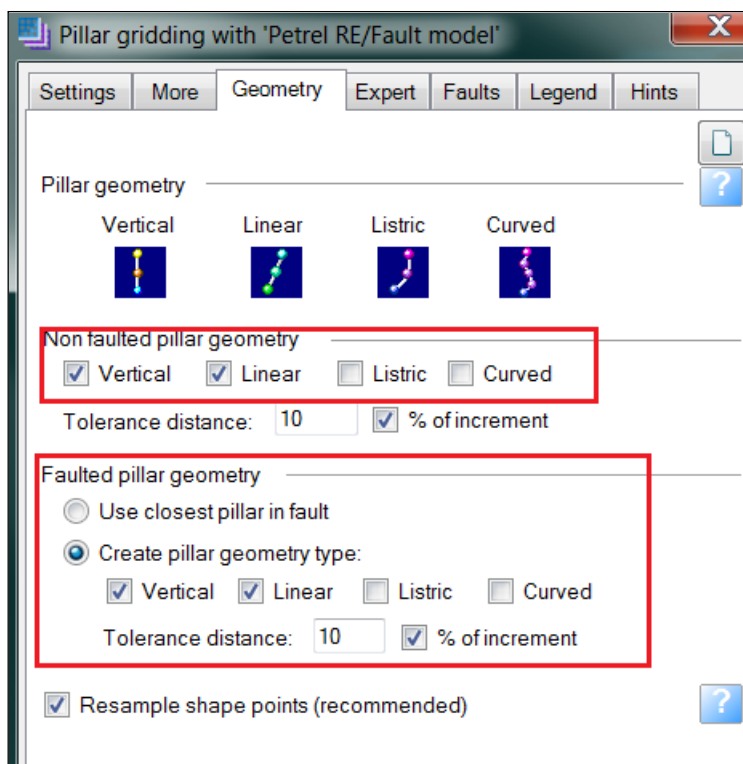 Pillar gridding with 'Petrel RE/Fault model'
X
Settings More Geometry Expert Faults Legend Hints
Pillar geometry
?
Vertical Linear Listric Curved
Non faulted pillar geometry
Vertical Linear Listric Curved
Tolerance distance: 10 % of increment
Faulted pillar geometry
Use closest pillar in fault
Create pillar geometry type:
Vertical Linear Listric Curved
Tolerance distance: 10 % of increment
Resample shape points (recommended)
?